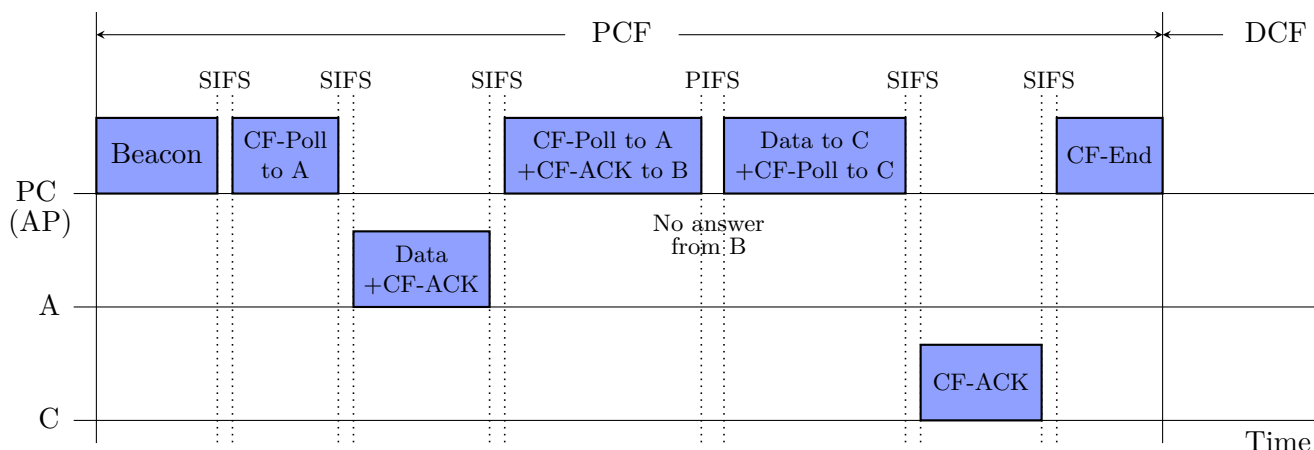 PCF
DCF
SIFS
SIFS
SIFS
PIFS
SIFS
SIFS
Beacon
CF-Poll
to A
CF-Poll to A
+CF-ACK to B
Data to C
+CF-Poll to C
CF-End
PC
(AP)
No answer
from B
Data
+CF-ACK
A
CF-ACK
C
Time